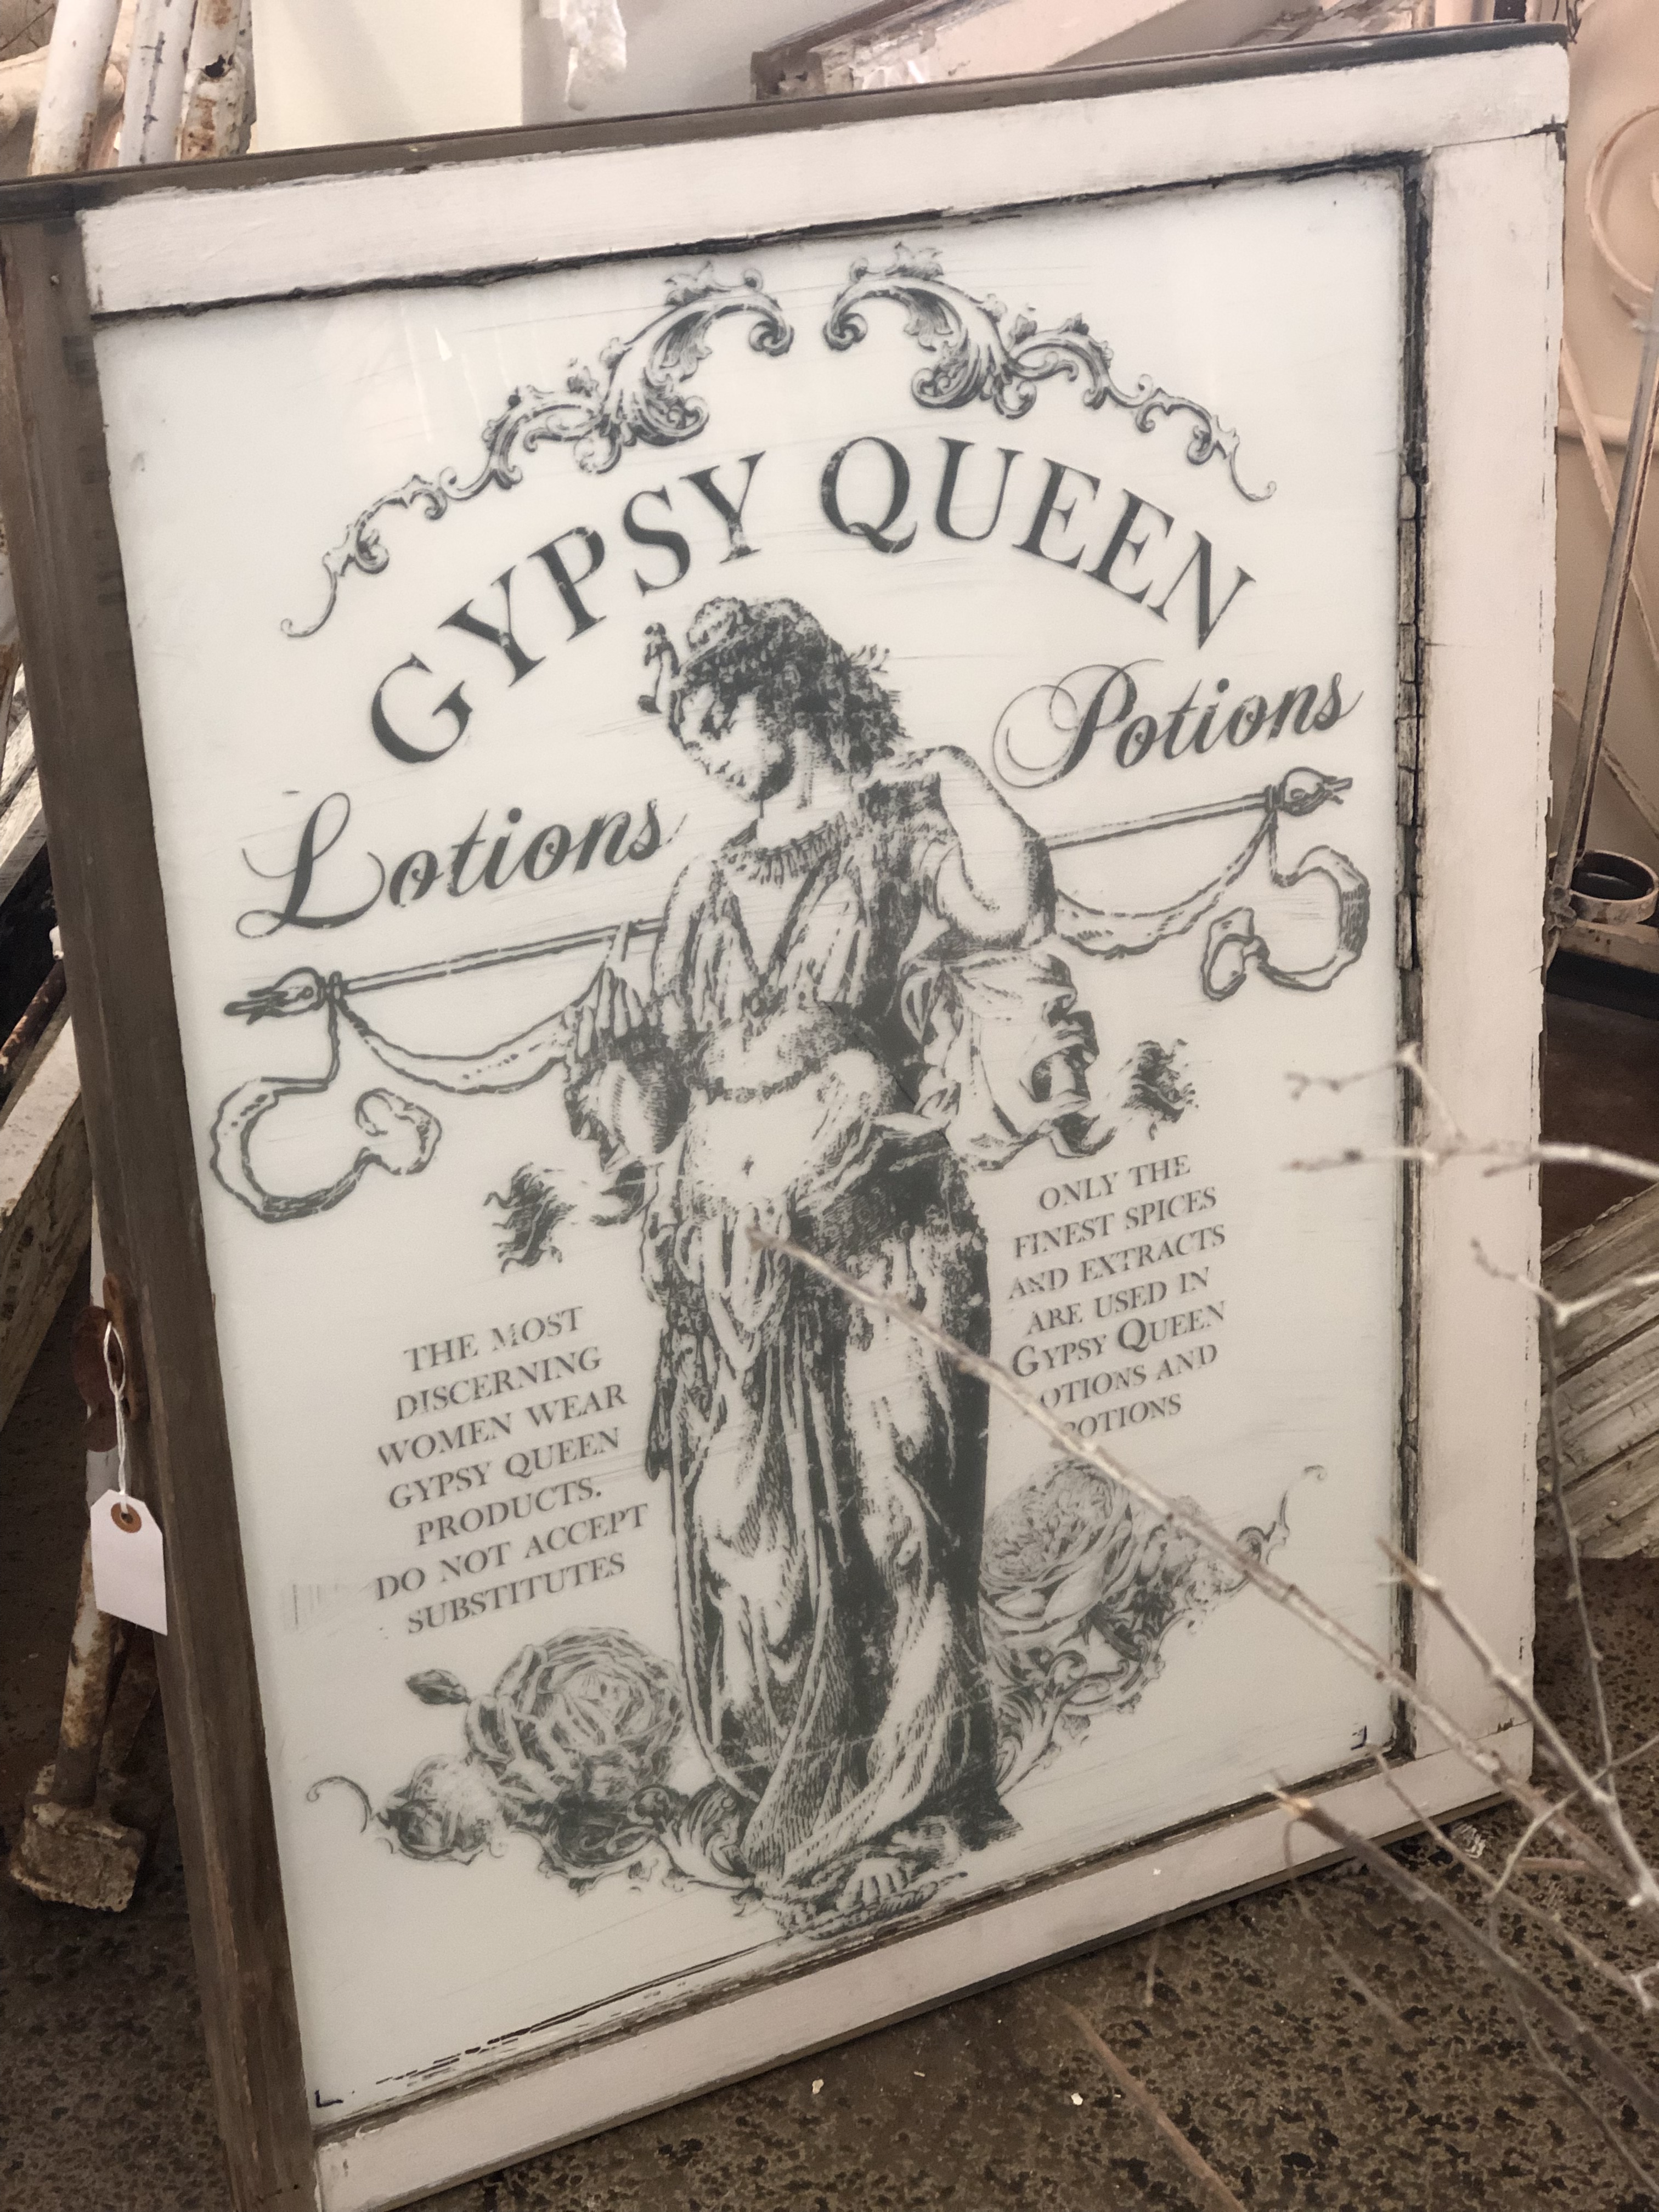 GYPSY QUEEN
Lotions
Potions
THE MOST
DISCERNING
WOMEN WEAR
GYPSY QUEEN
PRODUCTS.
DO NOT ACCEPT
SUBSTITUTES
ONLY THE
FINEST SPICES
AND EXTRACTS
ARE USED IN
GYPSY QUEEN
LOTIONS AND
POTIONS